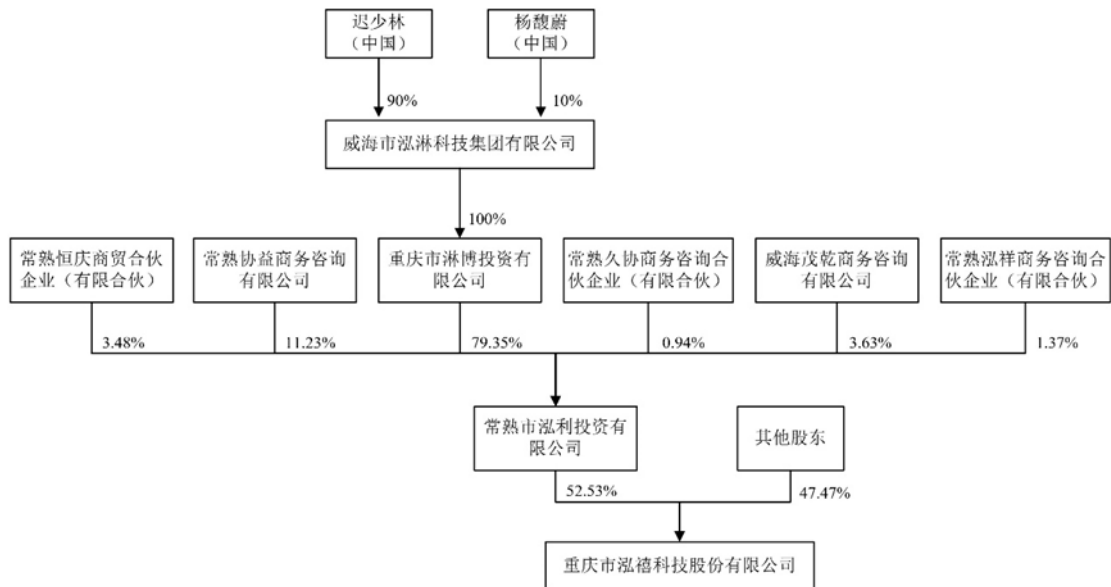 迟少林
（中国）
杨馥蔚
（中国）
90%
10%
威海市泓淋科技集团有限公司
100%
常熟恒庆商贸合伙
企业（有限合伙）
常熟协益商务咨询
有限公司
重庆市淋博投资有
限公司
常熟久协商务咨询合
伙企业（有限合伙）
威海茂乾商务咨询
有限公司
常熟泓祥商务咨询合
伙企业（有限合伙）
3.48%
11.23%
79.35%
0.94%
3.63%
1.37%
常熟市泓利投资有
限公司
其他股东
52.53%
47.47%
重庆市泓禧科技股份有限公司